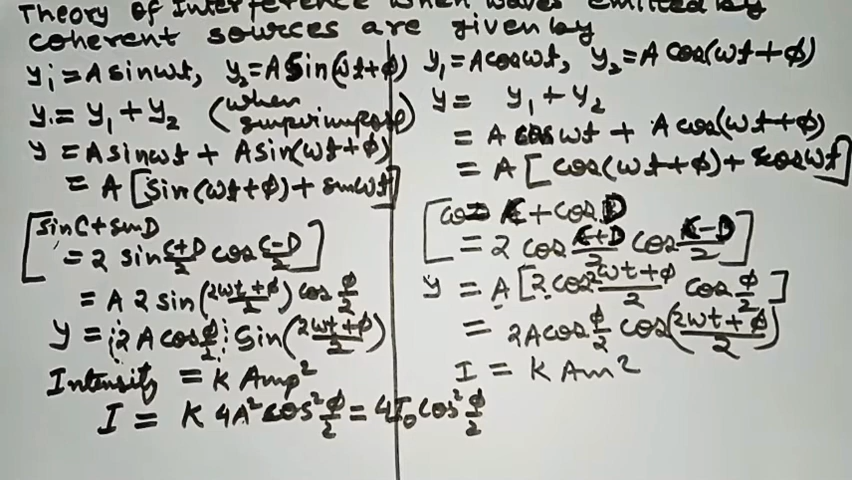 Theory of Interference when waves emitted by
coherent sources are given by
y₁ = A sinωt, y₂ = A Sin(ωt+φ)
y = y₁ + y₂ (when superimpose)
y = A sinωt + A sin(ωt+φ)
= A [sin(ωt+φ) + sinωt]
[sinC + sinD
= 2 sin (C+D)/2 cos (C-D)/2]
= A 2 sin((2ωt+φ)/2) cos φ/2
y = (2A cos φ/2) Sin((2ωt+φ)/2)
Intensity = K Amp²
I = K 4A² cos² φ/2 = 4I₀ cos² φ/2
y₁ = A cosωt, y₂ = A cos(ωt+φ)
y = y₁ + y₂
= A cos ωt + A cos(ωt+φ)
= A [cos(ωt+φ) + cosωt]
[cos C + cos D
= 2 cos (C+D)/2 cos (C-D)/2]
y = A [2 cos (2ωt+φ)/2 cos φ/2]
= 2A cos φ/2 cos((2ωt+φ)/2)
I = K Am²